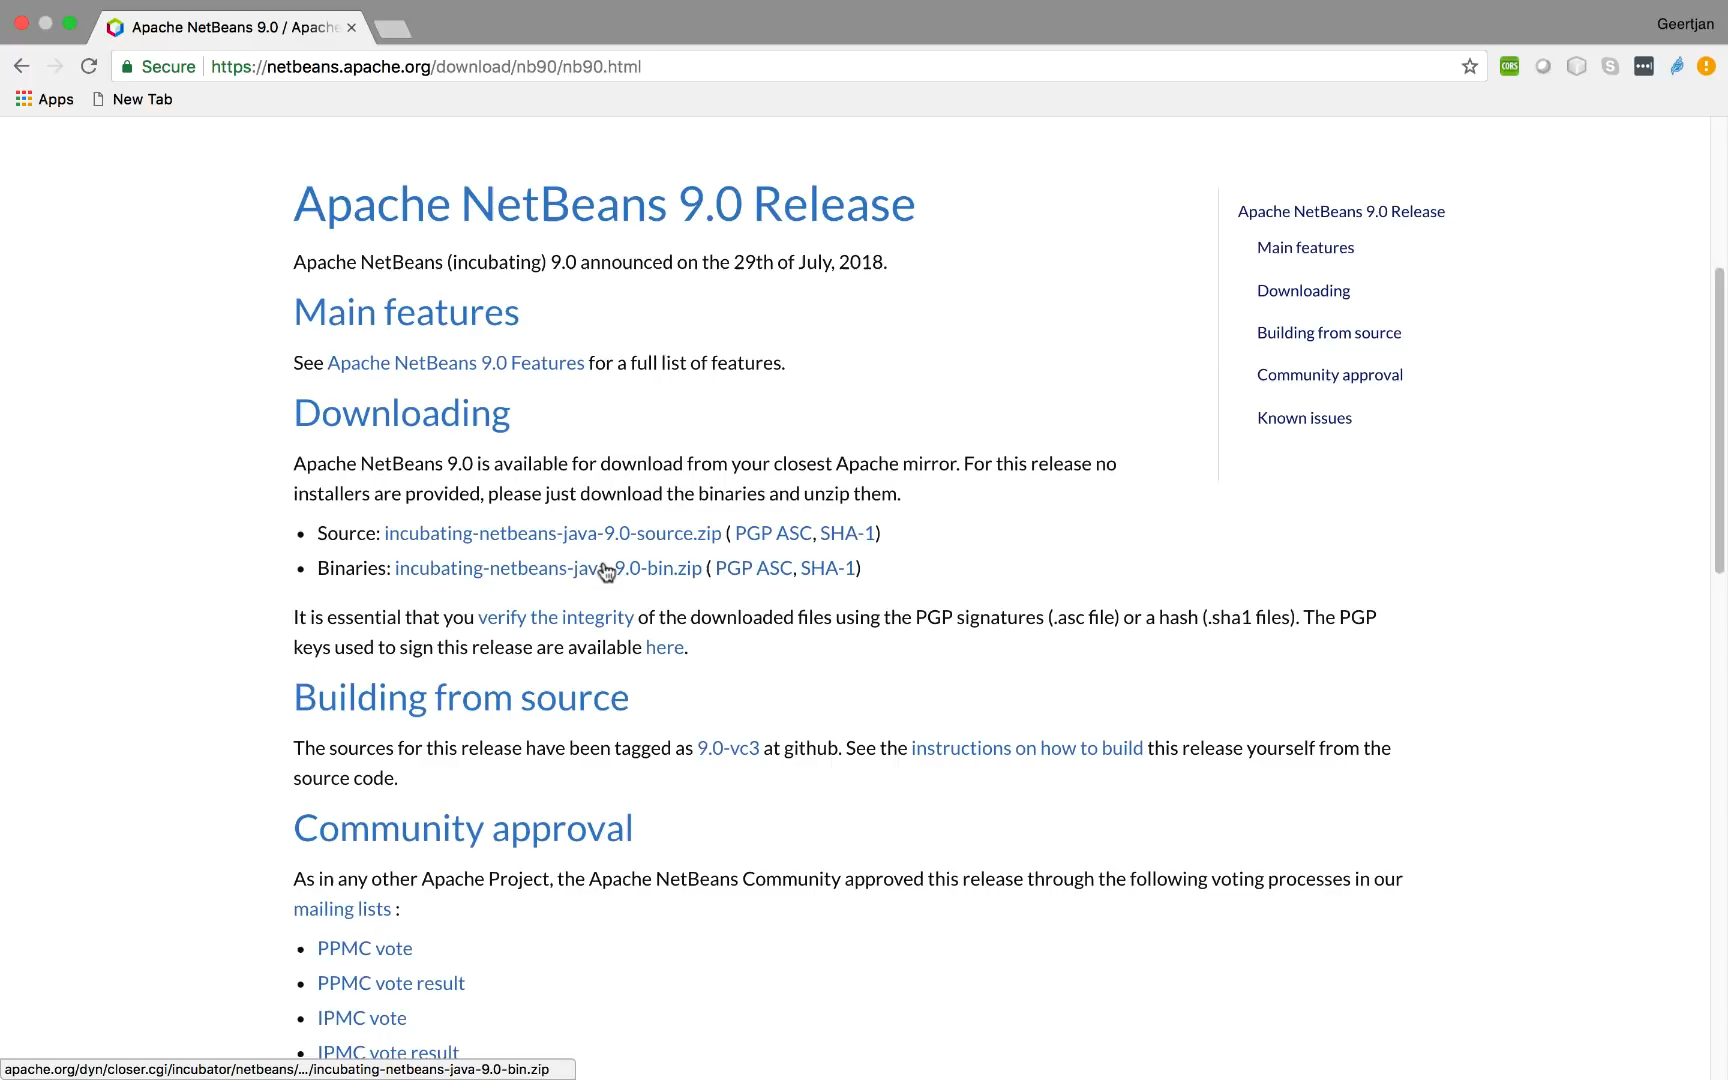 Apache NetBeans 9.0 / Apache
Geertjan
Secure
https://netbeans.apache.org/download/nb90/nb90.html
CORS
Apps
New Tab
Apache NetBeans 9.0 Release
Apache NetBeans (incubating) 9.0 announced on the 29th of July, 2018.
Main features
See Apache NetBeans 9.0 Features for a full list of features.
Downloading
Apache NetBeans 9.0 is available for download from your closest Apache mirror. For this release no
installers are provided, please just download the binaries and unzip them.
• Source: incubating-netbeans-java-9.0-source.zip ( PGP ASC, SHA-1)
• Binaries: incubating-netbeans-java-9.0-bin.zip ( PGP ASC, SHA-1)
It is essential that you verify the integrity of the downloaded files using the PGP signatures (.asc file) or a hash (.sha1 files). The PGP
keys used to sign this release are available here.
Building from source
The sources for this release have been tagged as 9.0-vc3 at github. See the instructions on how to build this release yourself from the
source code.
Community approval
As in any other Apache Project, the Apache NetBeans Community approved this release through the following voting processes in our
mailing lists :
• PPMC vote
• PPMC vote result
• IPMC vote
• IPMC vote result
Apache NetBeans 9.0 Release
Main features
Downloading
Building from source
Community approval
Known issues
apache.org/dyn/closer.cgi/incubator/netbeans/.../incubating-netbeans-java-9.0-bin.zip